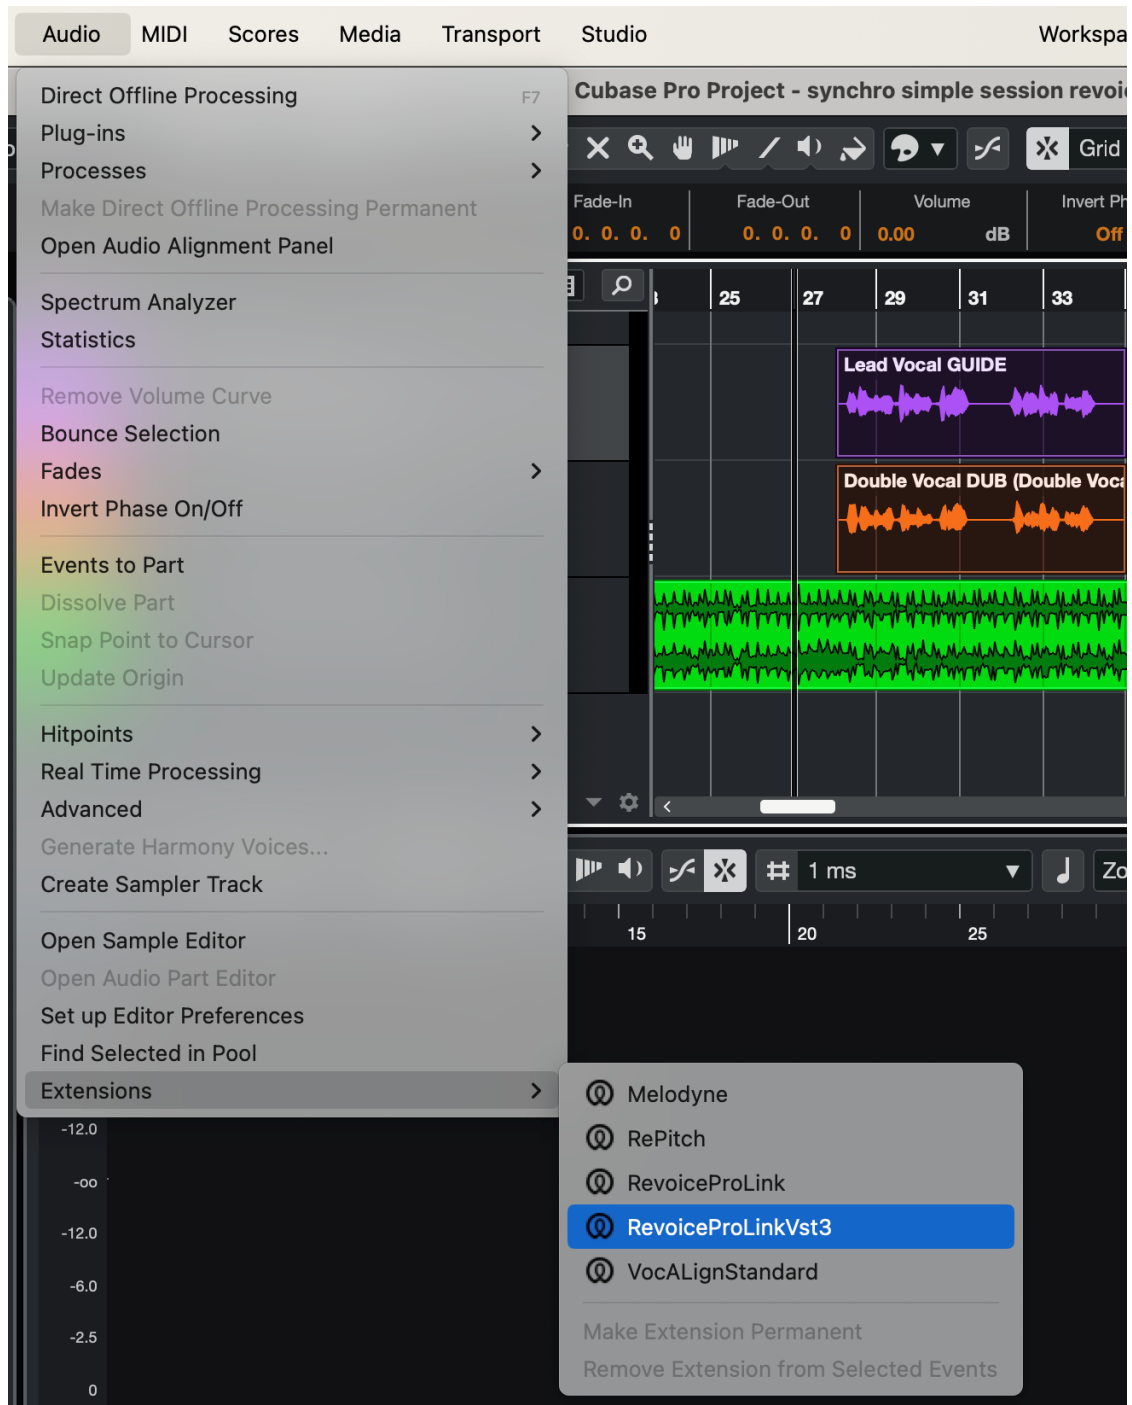 Audio MIDI Scores Media Transport Studio Workspa
Cubase Pro Project - synchro simple session revoi
Direct Offline Processing F7
Plug-ins
Processes
Make Direct Offline Processing Permanent
Open Audio Alignment Panel
Spectrum Analyzer
Statistics
Remove Volume Curve
Bounce Selection
Fades
Invert Phase On/Off
Events to Part
Dissolve Part
Snap Point to Cursor
Update Origin
Hitpoints
Real Time Processing
Advanced
Generate Harmony Voices...
Create Sampler Track
Open Sample Editor
Open Audio Part Editor
Set up Editor Preferences
Find Selected in Pool
Extensions
Melodyne
RePitch
RevoiceProLink
RevoiceProLinkVst3
VocALignStandard
Make Extension Permanent
Remove Extension from Selected Events
Grid
Fade-In Fade-Out Volume Invert Ph
0. 0. 0. 0 0. 0. 0. 0 0.00 dB Off
25 27 29 31 33
Lead Vocal GUIDE
Double Vocal DUB (Double Voca
1 ms Zo
15 20 25
-12.0
-oo
-12.0
-6.0
-2.5
0